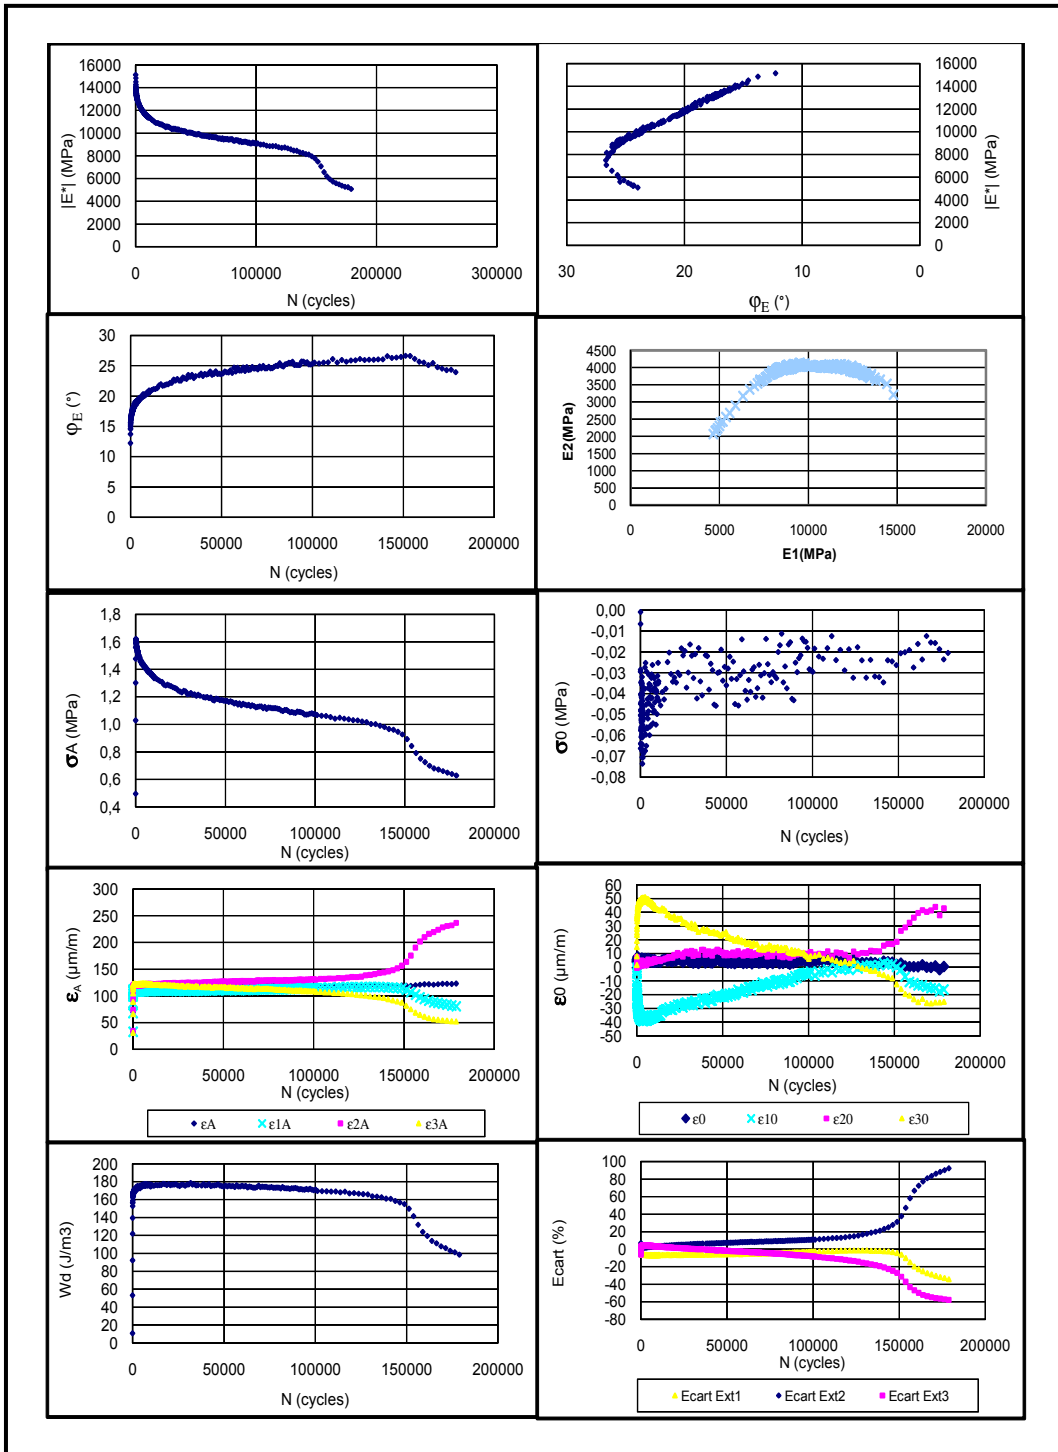 16000
14000
12000
10000
8000
6000
4000
2000
0
|E*| (MPa)
0 100000 200000 300000
N (cycles)
16000
14000
12000
10000
8000
6000
4000
2000
0
|E*| (MPa)
30 20 10 0
φE (°)
30
25
20
15
10
5
0
φE (°)
0 50000 100000 150000 200000
N (cycles)
4500
4000
3500
3000
2500
2000
1500
1000
500
0
E2(MPa)
0 5000 10000 15000 20000
E1(MPa)
1,8
1,6
1,4
1,2
1,0
0,8
0,6
0,4
σA (MPa)
0 50000 100000 150000 200000
N (cycles)
0,00
-0,01
-0,02
-0,03
-0,04
-0,05
-0,06
-0,07
-0,08
σ0 (MPa)
0 50000 100000 150000 200000
N (cycles)
300
250
200
150
100
50
0
εA (µm/m)
0 50000 100000 150000 200000
N (cycles)
εA ε1A ε2A ε3A
60
50
40
30
20
10
0
-10
-20
-30
-40
-50
ε0 (µm/m)
0 50000 100000 150000 200000
N (cycles)
ε0 ε10 ε20 ε30
200
180
160
140
120
100
80
60
40
20
0
Wd (J/m3)
0 50000 100000 150000 200000
N (cycles)
100
80
60
40
20
0
-20
-40
-60
-80
Ecart (%)
0 50000 100000 150000 200000
N (cycles)
Ecart Ext1 Ecart Ext2 Ecart Ext3